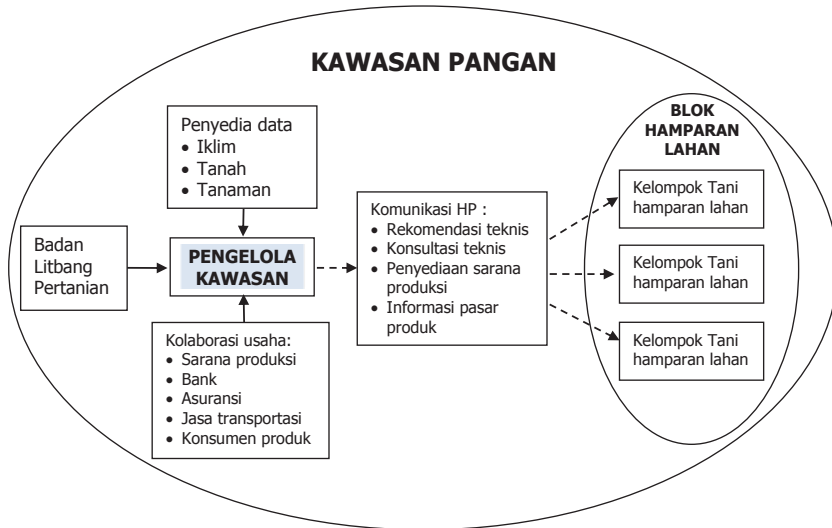 KAWASAN PANGAN
Penyedia data
• Iklim
• Tanah
• Tanaman
Badan
Litbang
Pertanian
PENGELOLA
KAWASAN
Kolaborasi usaha:
• Sarana produksi
• Bank
• Asuransi
• Jasa transportasi
• Konsumen produk
Komunikasi HP :
• Rekomendasi teknis
• Konsultasi teknis
• Penyediaan sarana
produksi
• Informasi pasar
produk
BLOK
HAMPARAN
LAHAN
Kelompok Tani
hamparan lahan
Kelompok Tani
hamparan lahan
Kelompok Tani
hamparan lahan